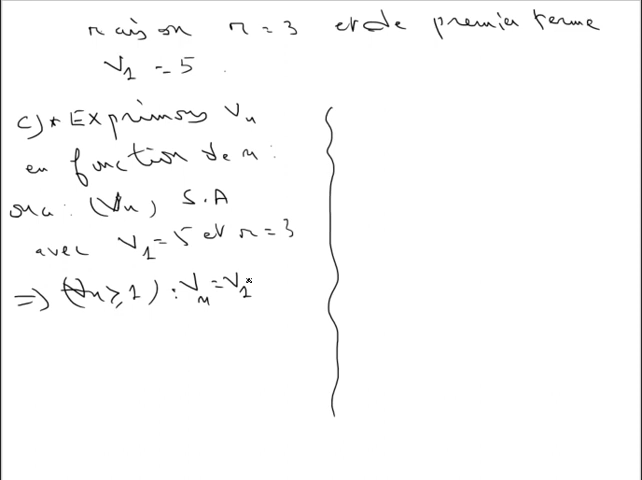 raison r = 3 et de premier terme
V₁ = 5.
c) * Exprimons Vₙ
en fonction de n :
on a : (Vₙ) S.A
avec V₁ = 5 et r = 3
=> (∀n ≥ 1) : Vₙ = V₁